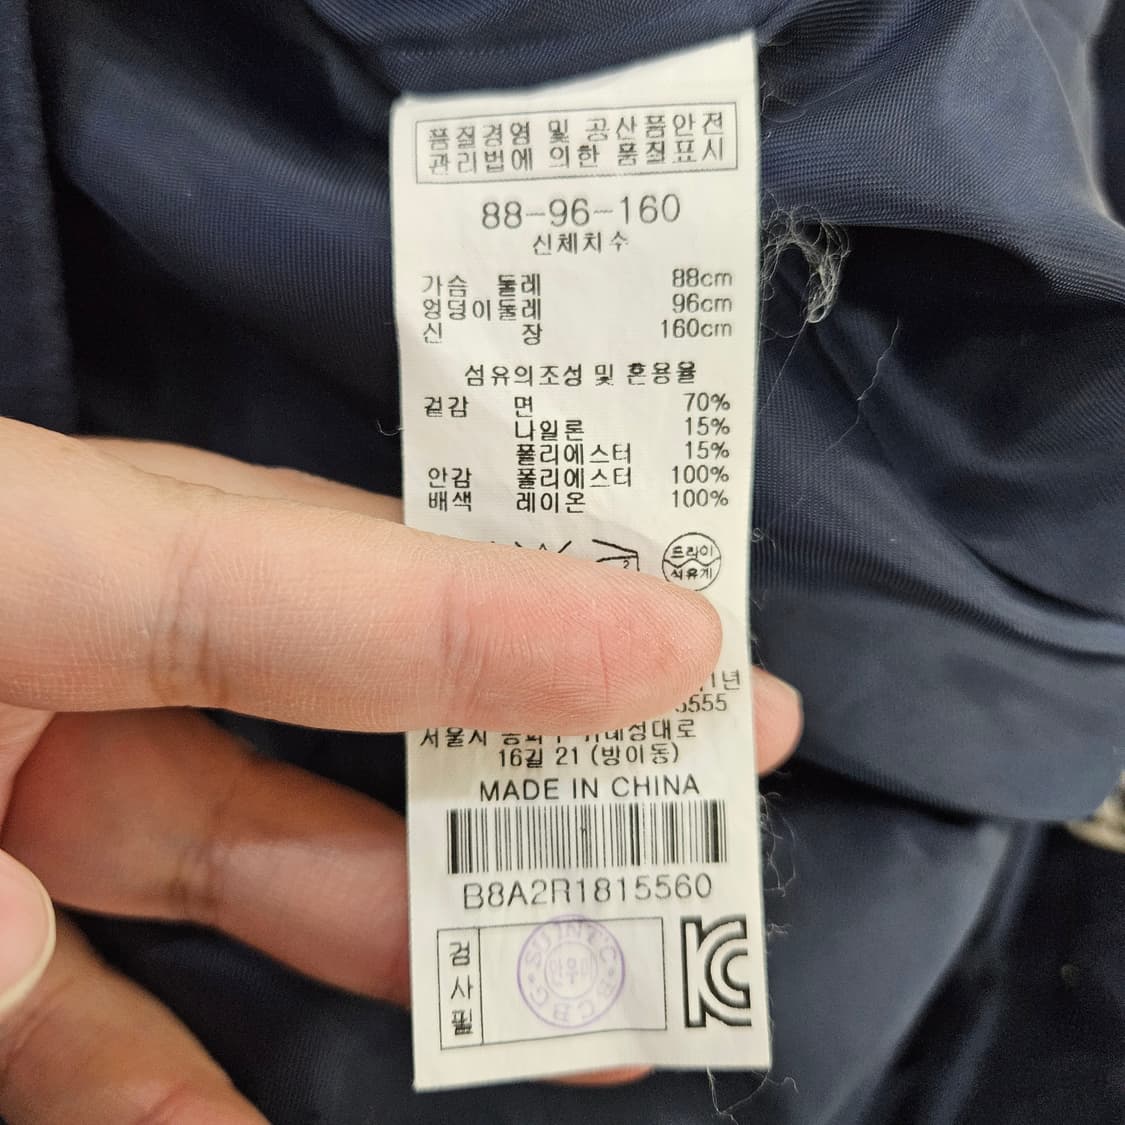 품질경영 및 공산품안전
관리법에 의한 품질표시
88-96-160
신체치수
가슴 둘레 88cm
엉덩이둘레 96cm
신 장 160cm
섬유의조성 및 혼용율
겉감 면 70%
나일론 15%
폴리에스터 15%
안감 폴리에스터 100%
배색 레이온 100%
드라이
석유계
1년
5555
서울시
16길 21 (방이동)
MADE IN CHINA
B8A2R1815560
검사필